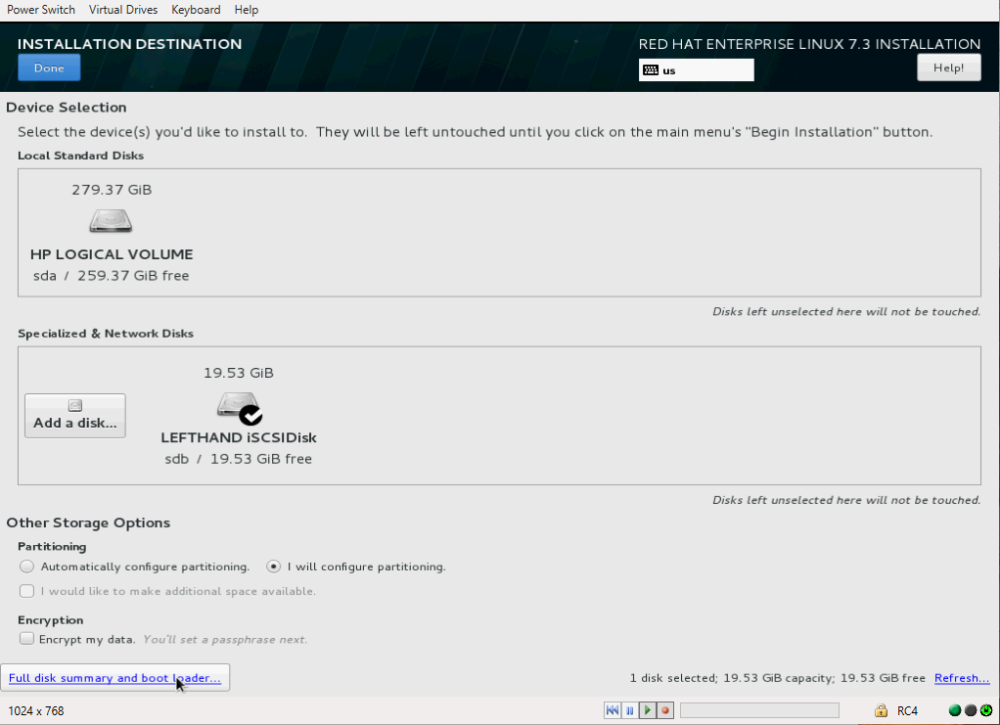 Power Switch Virtual Drives Keyboard Help
INSTALLATION DESTINATION
RED HAT ENTERPRISE LINUX 7.3 INSTALLATION
Done
us
Help!
Device Selection
Select the device(s) you'd like to install to. They will be left untouched until you click on the main menu's "Begin Installation" button.
Local Standard Disks
279.37 GiB
HP LOGICAL VOLUME
sda / 259.37 GiB free
Disks left unselected here will not be touched.
Specialized & Network Disks
19.53 GiB
Add a disk...
LEFTHAND iSCSIDisk
sdb / 19.53 GiB free
Disks left unselected here will not be touched.
Other Storage Options
Partitioning
Automatically configure partitioning. I will configure partitioning.
I would like to make additional space available.
Encryption
Encrypt my data. You'll set a passphrase next.
Full disk summary and boot loader...
1 disk selected; 19.53 GiB capacity; 19.53 GiB free Refresh...
1024 x 768
RC4